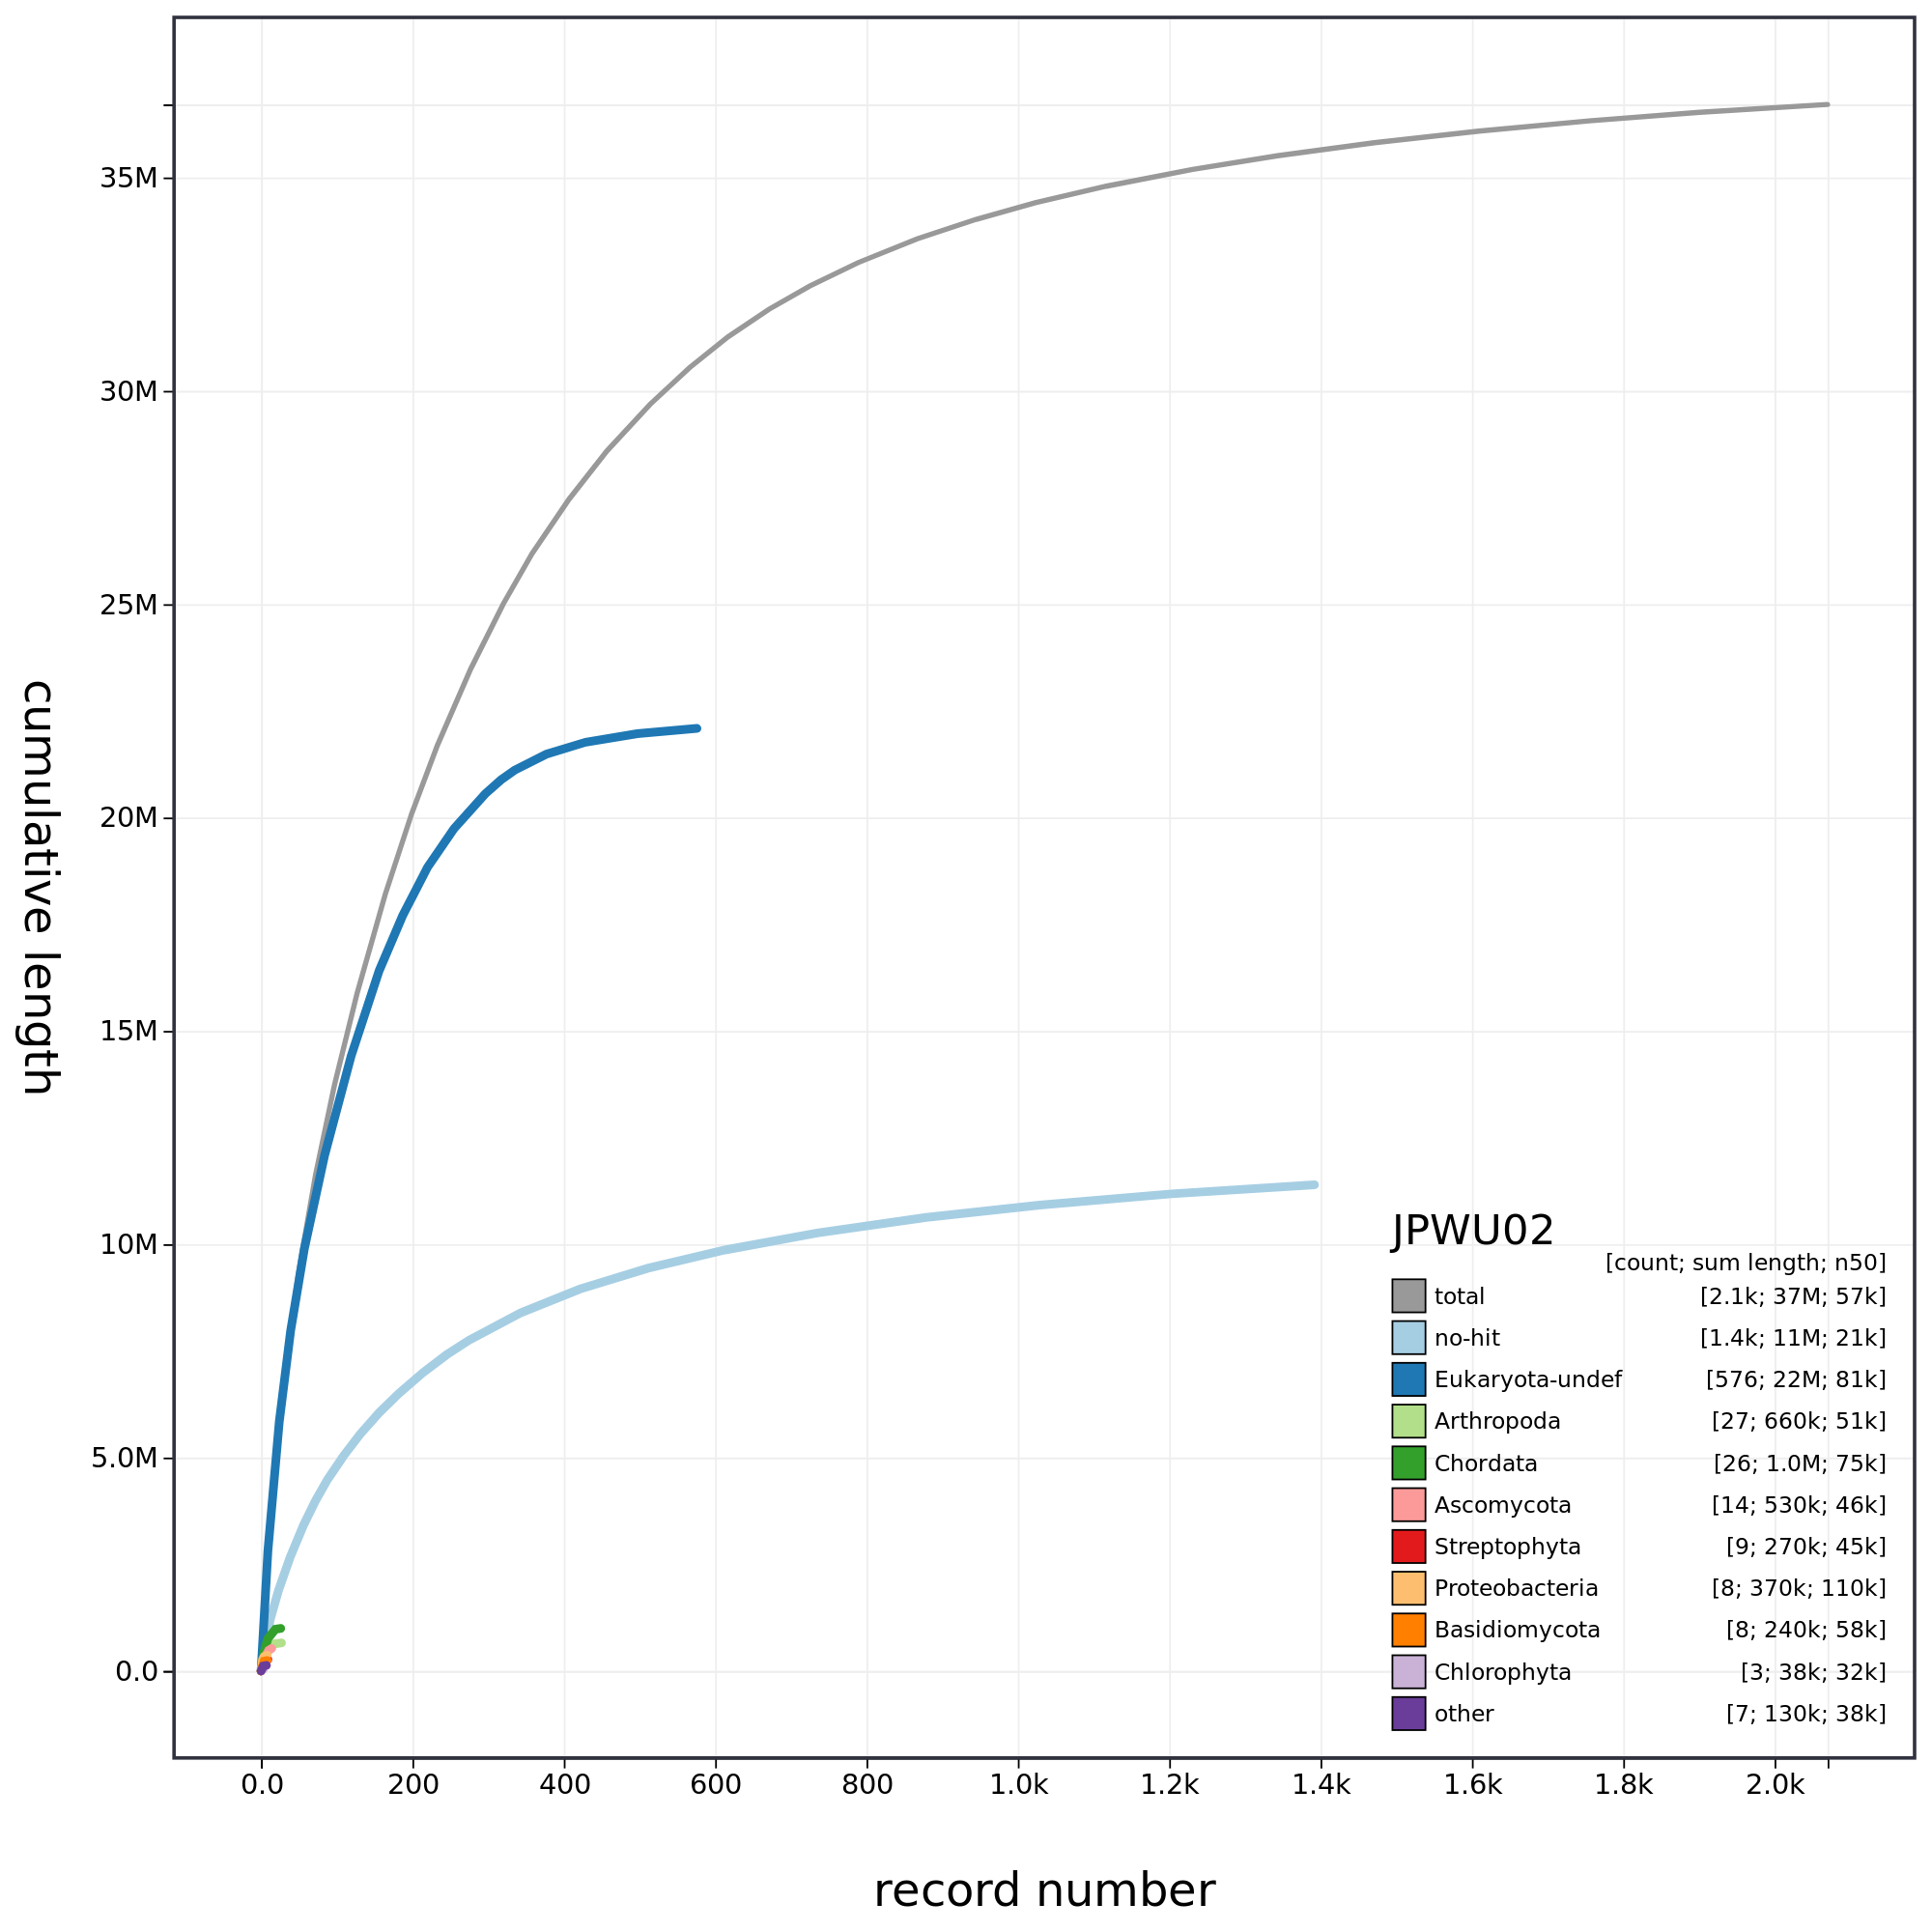 cumulative length
35M
30M
25M
20M
15M
10M
5.0M
0.0
JPWU02
[count; sum length; n50]
total [2.1k; 37M; 57k]
no-hit [1.4k; 11M; 21k]
Eukaryota-undef [576; 22M; 81k]
Arthropoda [27; 660k; 51k]
Chordata [26; 1.0M; 75k]
Ascomycota [14; 530k; 46k]
Streptophyta [9; 270k; 45k]
Proteobacteria [8; 370k; 110k]
Basidiomycota [8; 240k; 58k]
Chlorophyta [3; 38k; 32k]
other [7; 130k; 38k]
0.0 200 400 600 800 1.0k 1.2k 1.4k 1.6k 1.8k 2.0k
record number